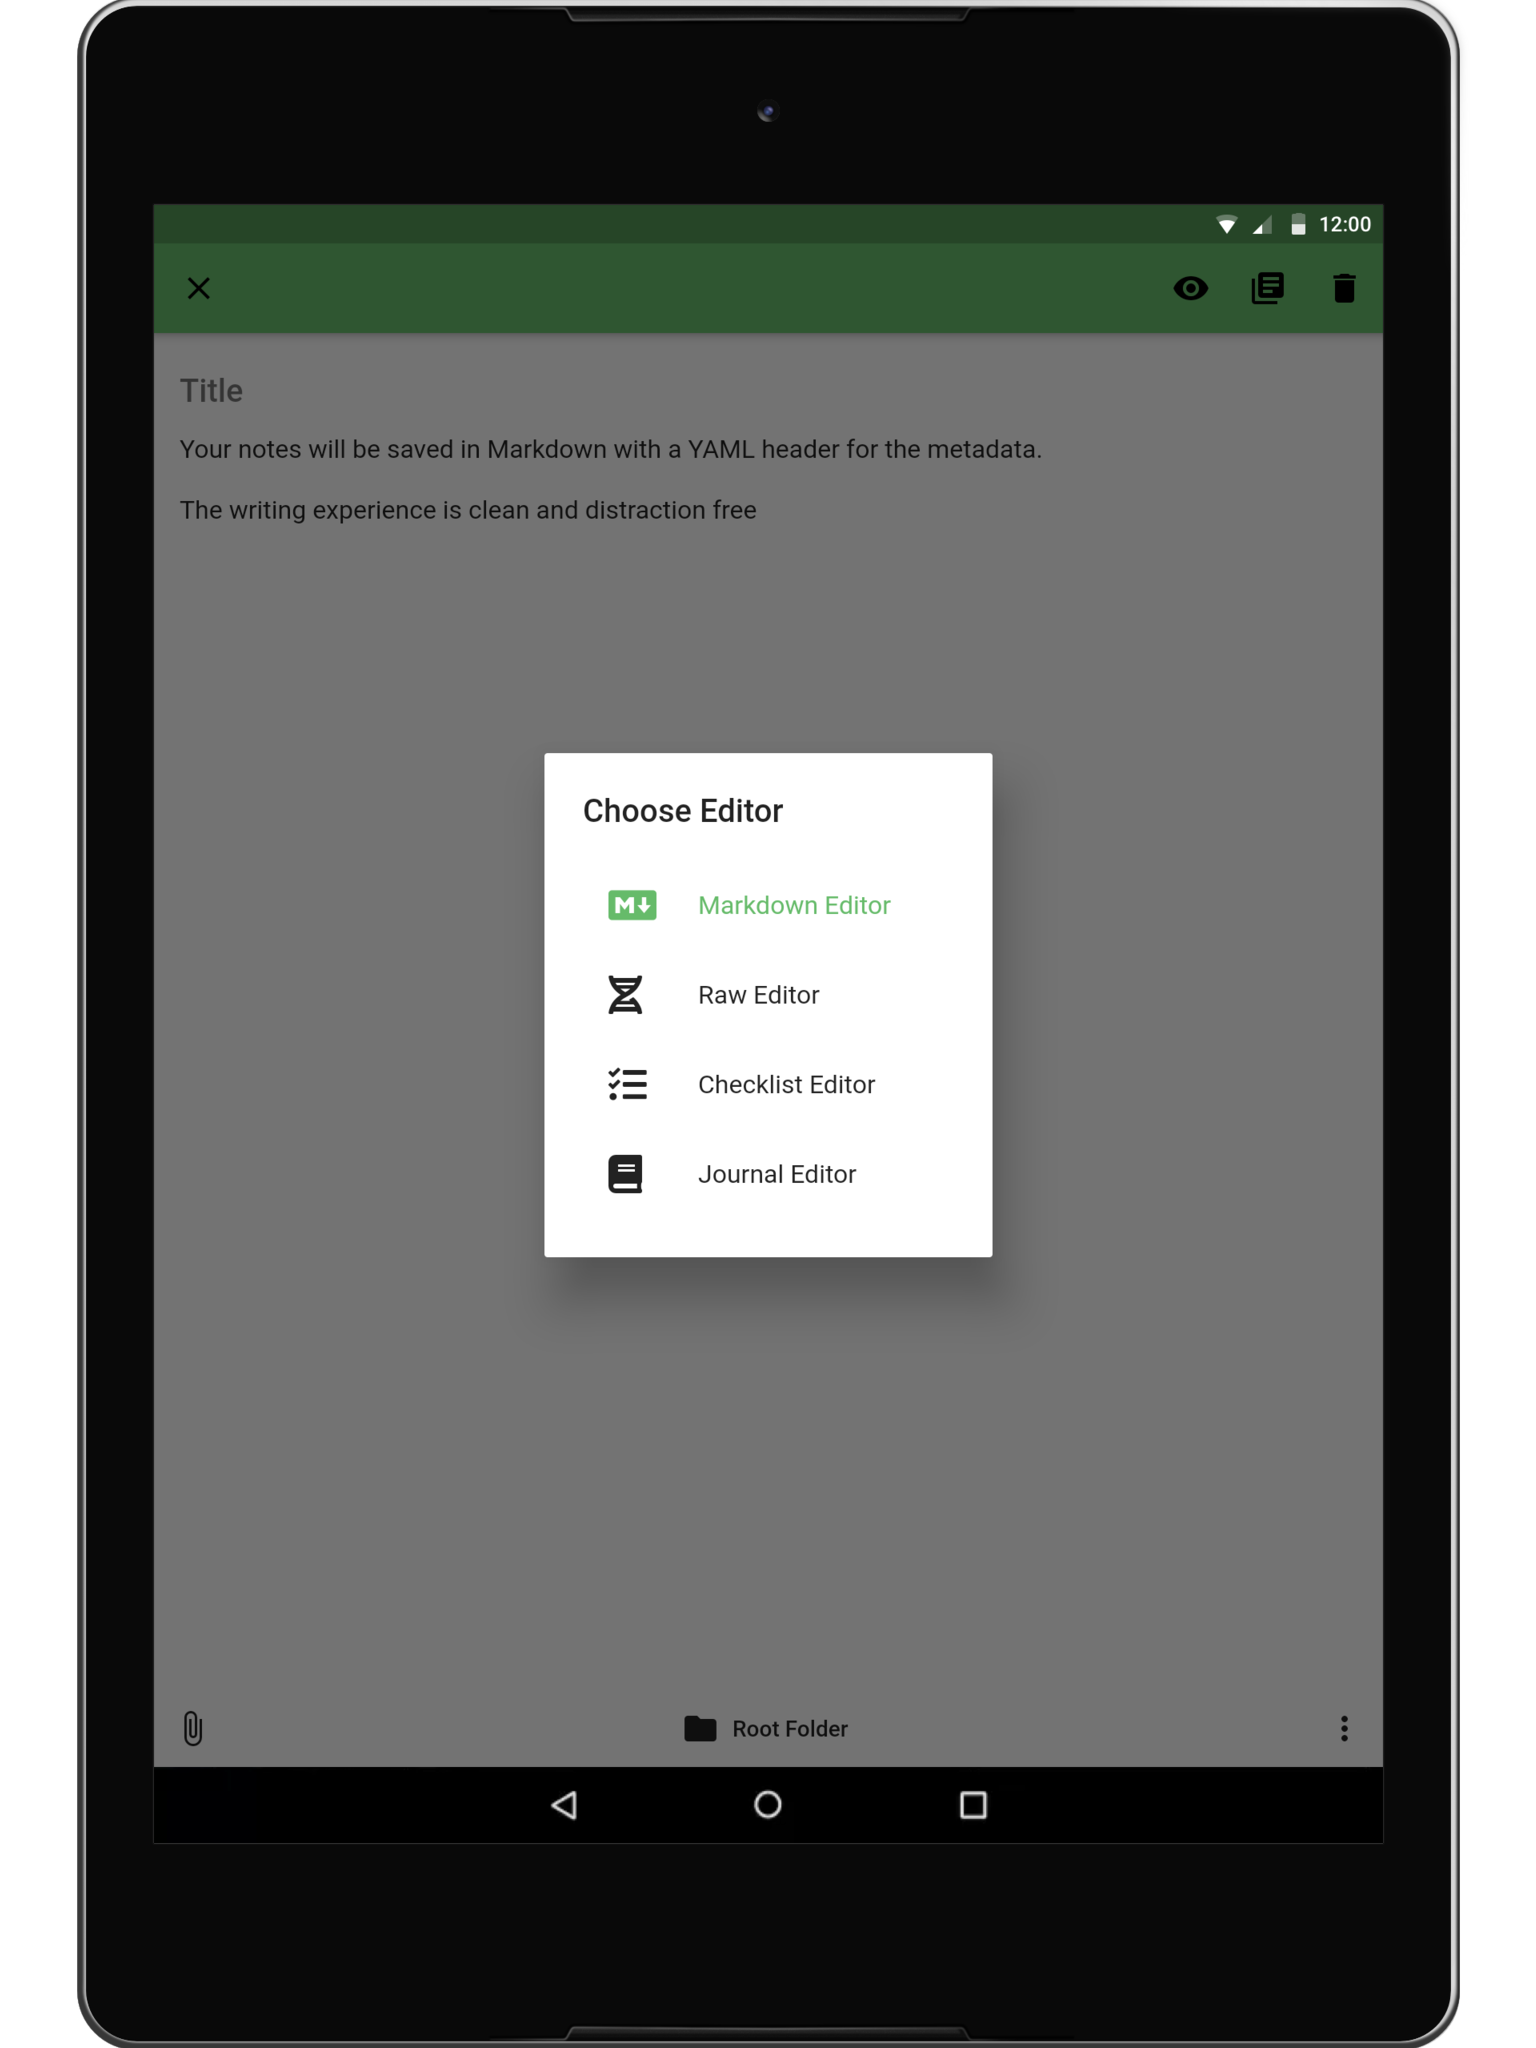 12:00
Title
Your notes will be saved in Markdown with a YAML header for the metadata.
The writing experience is clean and distraction free
Choose Editor
M Markdown Editor
Raw Editor
Checklist Editor
Journal Editor
Root Folder